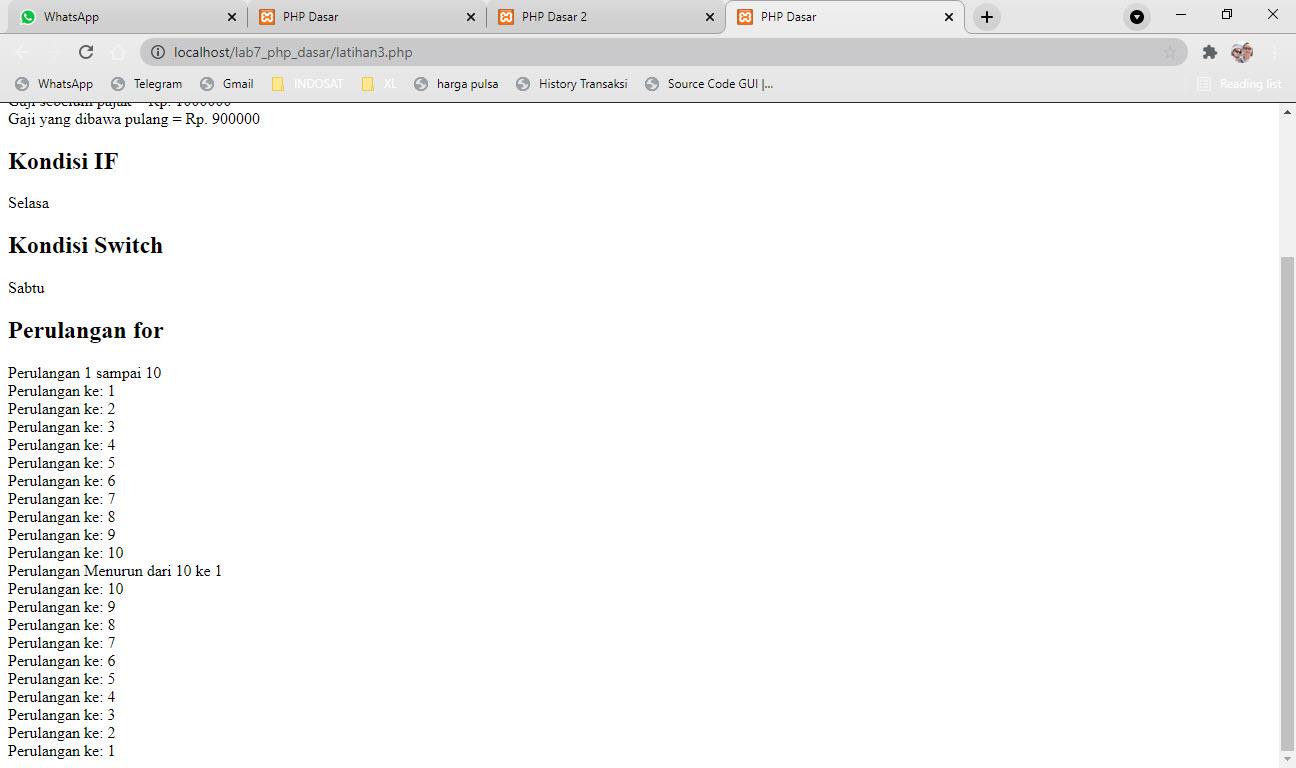 WhatsApp
PHP Dasar
PHP Dasar 2
PHP Dasar
localhost/lab7_php_dasar/latihan3.php
WhatsApp
Telegram
Gmail
INDOSAT
XL
harga pulsa
History Transaksi
Source Code GUI |...
Reading list
Gaji sebelum pajak = Rp. 1000000
Gaji yang dibawa pulang = Rp. 900000
Kondisi IF
Selasa
Kondisi Switch
Sabtu
Perulangan for
Perulangan 1 sampai 10
Perulangan ke: 1
Perulangan ke: 2
Perulangan ke: 3
Perulangan ke: 4
Perulangan ke: 5
Perulangan ke: 6
Perulangan ke: 7
Perulangan ke: 8
Perulangan ke: 9
Perulangan ke: 10
Perulangan Menurun dari 10 ke 1
Perulangan ke: 10
Perulangan ke: 9
Perulangan ke: 8
Perulangan ke: 7
Perulangan ke: 6
Perulangan ke: 5
Perulangan ke: 4
Perulangan ke: 3
Perulangan ke: 2
Perulangan ke: 1